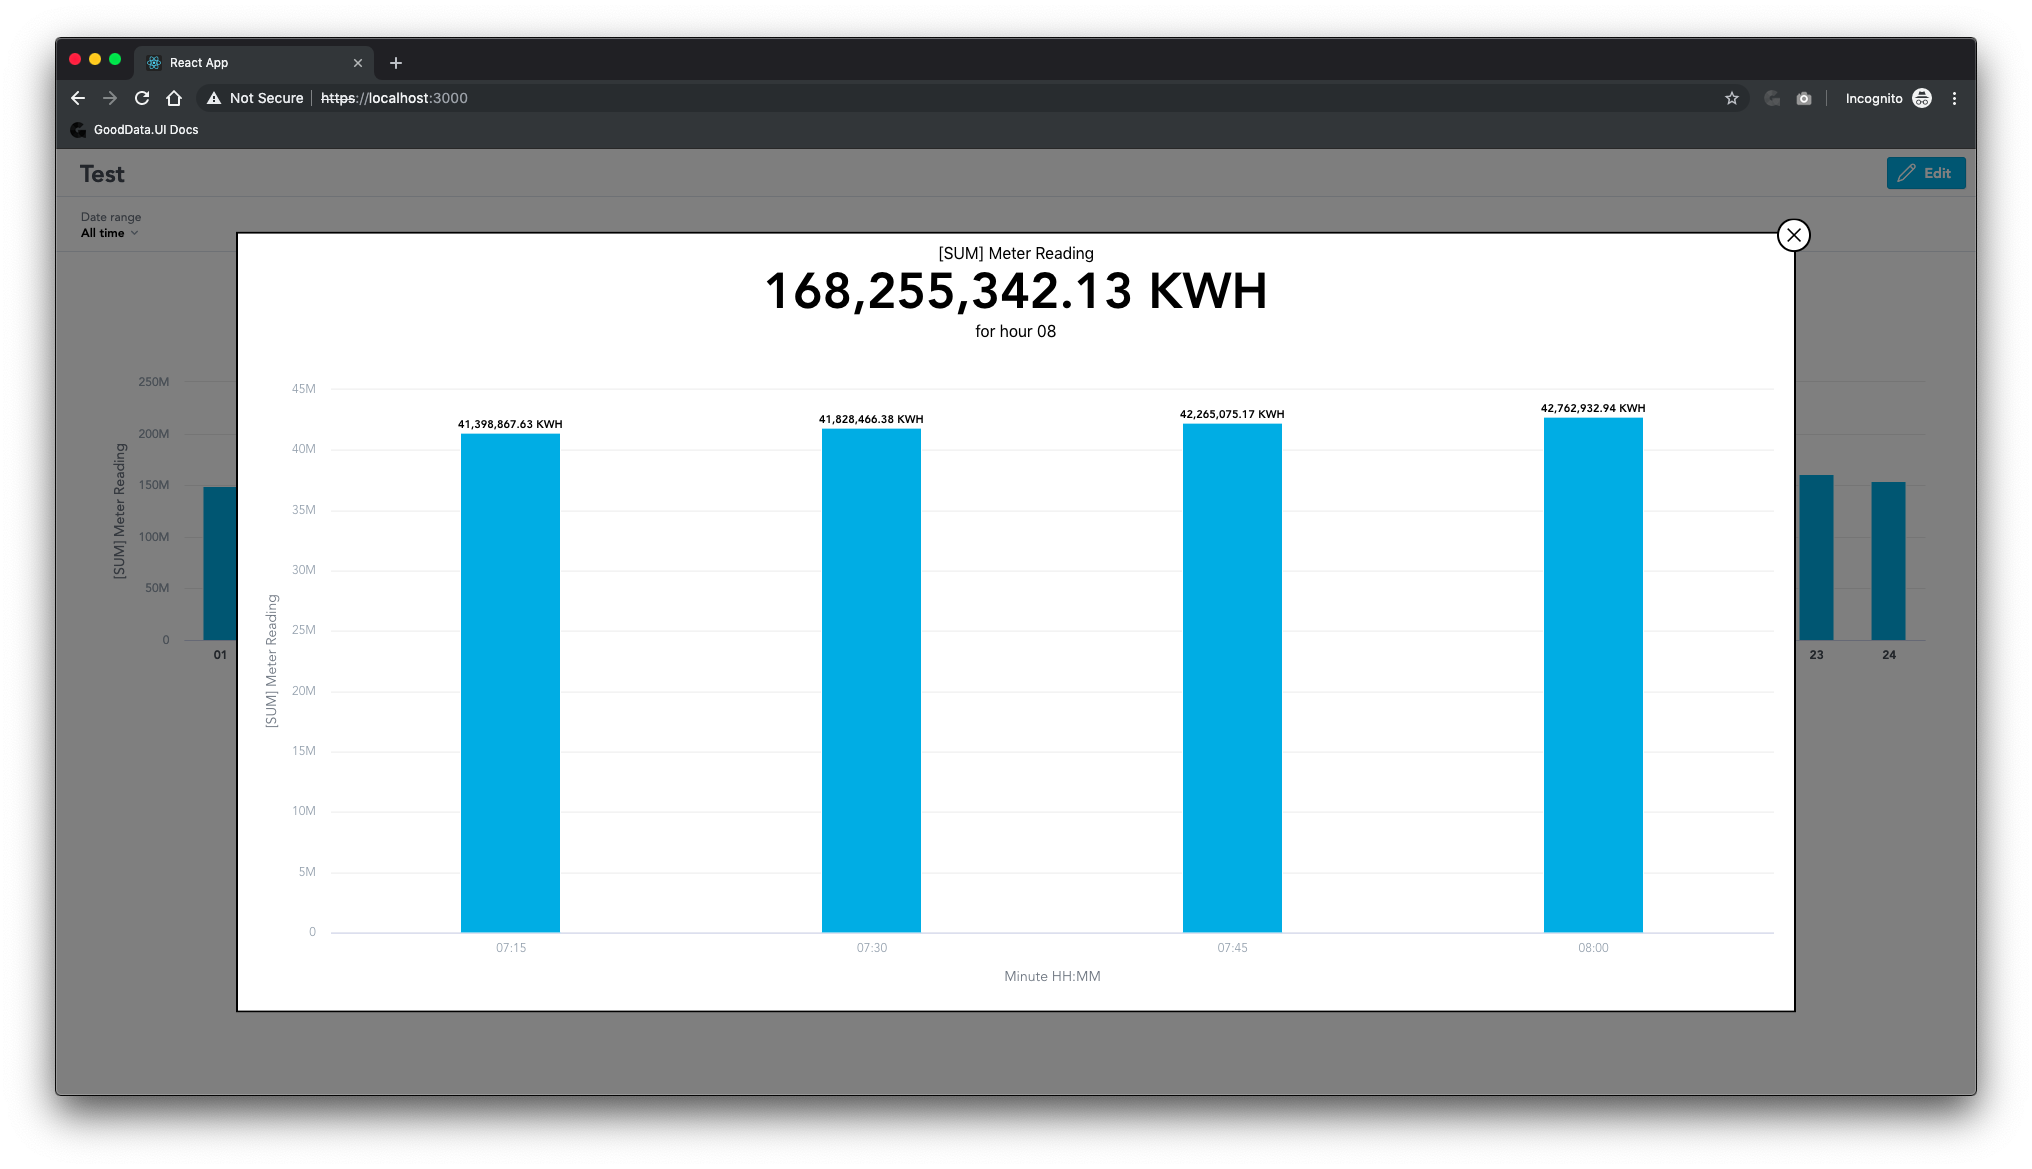 React App
Not Secure | https://localhost:3000
Incognito
GoodData.UI Docs
Test
Edit
Date range
All time
[SUM] Meter Reading
168,255,342.13 KWH
for hour 08
250M
200M
150M
100M
50M
0
[SUM] Meter Reading
01
23
24
45M
40M
35M
30M
25M
20M
15M
10M
5M
0
[SUM] Meter Reading
41,398,867.63 KWH
41,828,466.38 KWH
42,265,075.17 KWH
42,762,932.94 KWH
07:15
07:30
07:45
08:00
Minute HH:MM